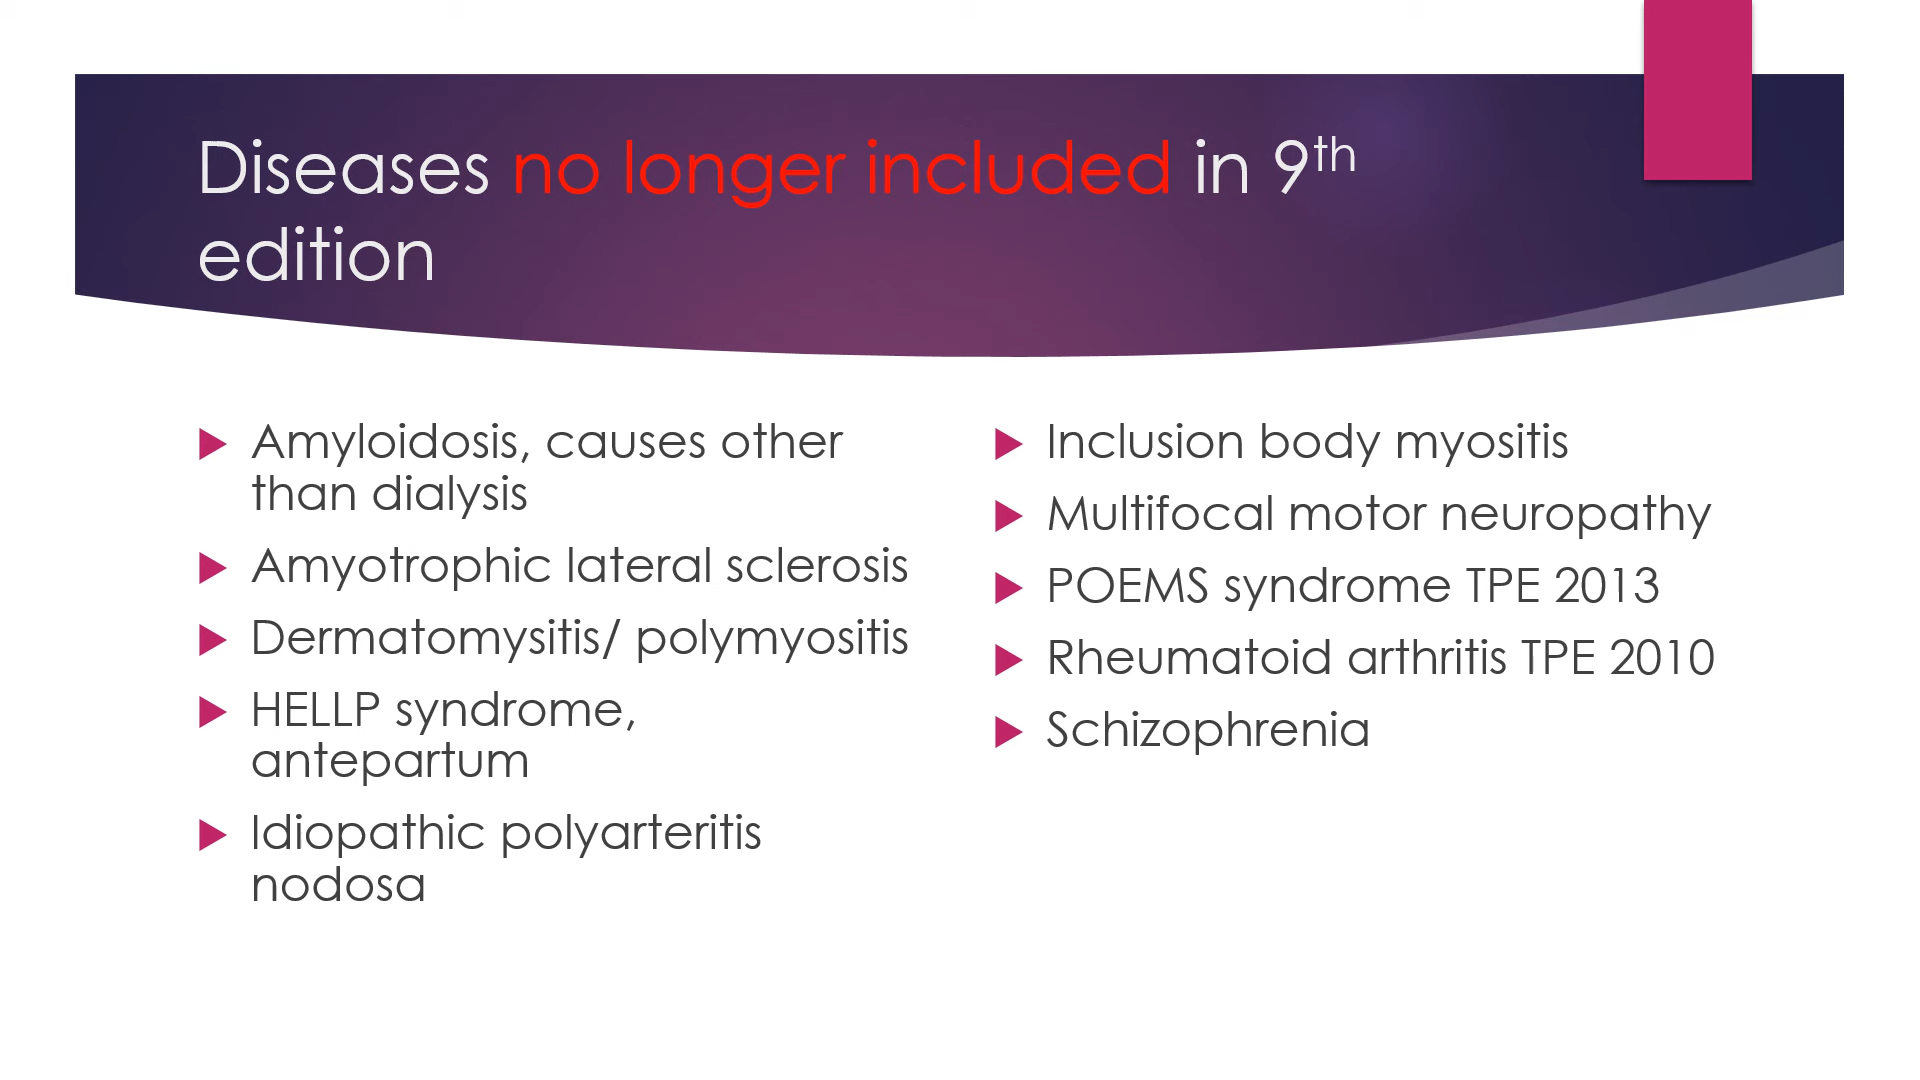 Diseases no longer included in 9th
edition
Amyloidosis, causes other
than dialysis
Amyotrophic lateral sclerosis
Dermatomysitis/ polymyositis
HELLP syndrome,
antepartum
Idiopathic polyarteritis
nodosa
Inclusion body myositis
Multifocal motor neuropathy
POEMS syndrome TPE 2013
Rheumatoid arthritis TPE 2010
Schizophrenia